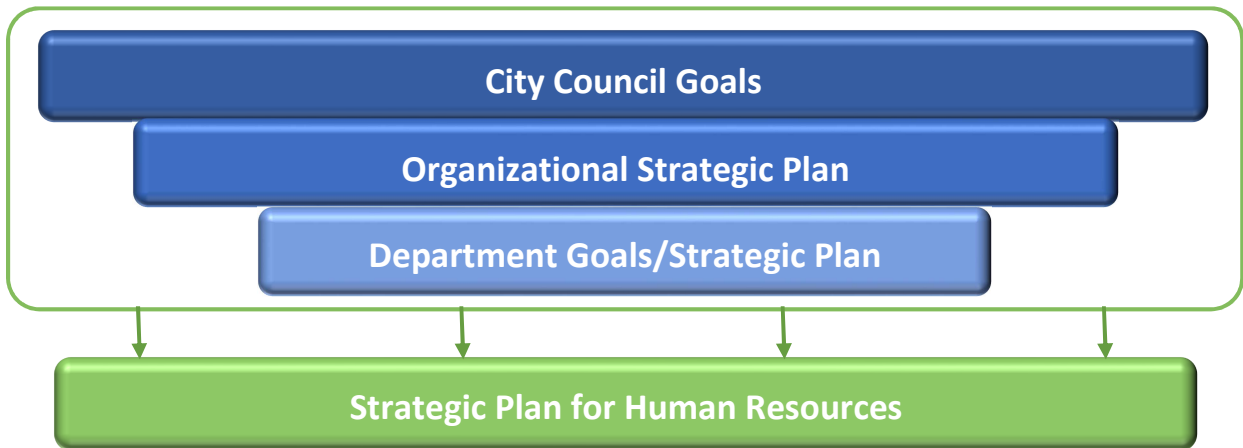 City Council Goals
Organizational Strategic Plan
Department Goals/Strategic Plan
Strategic Plan for Human Resources